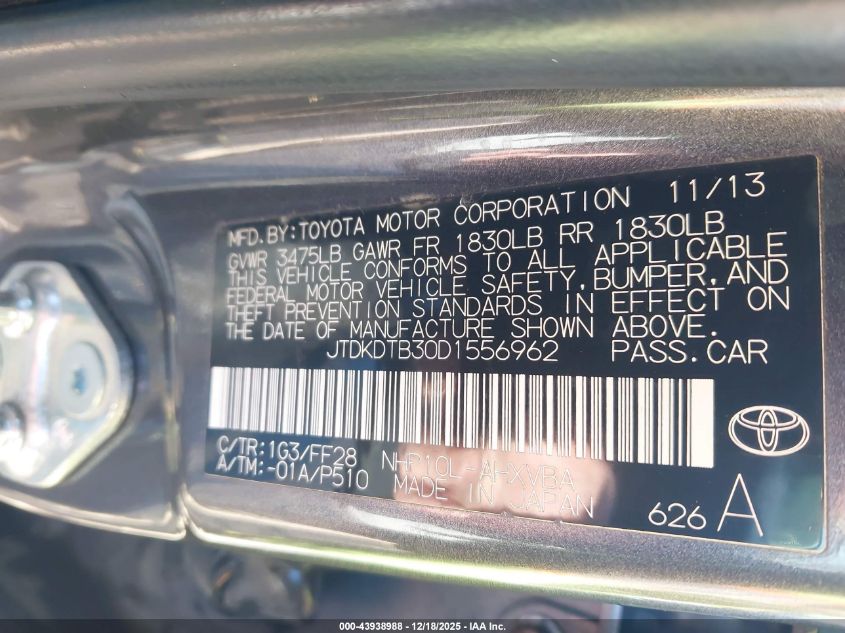 MFD.BY:TOYOTA MOTOR CORPORATION 11/13
GVWR 3475LB GAWR FR 1830LB RR 1830LB
THIS VEHICLE CONFORMS TO ALL APPLICABLE
FEDERAL MOTOR VEHICLE SAFETY,BUMPER,AND
THEFT PREVENTION STANDARDS IN EFFECT ON
THE DATE OF MANUFACTURE SHOWN ABOVE.
JTDKDTB30D1556962 PASS.CAR
C/TR:1G3/FF28 NHP10L-AHXVBA
A/TM:-01A/P510 MADE IN JAPAN
626 A
000-43938988 - 12/18/2025 - IAA Inc.